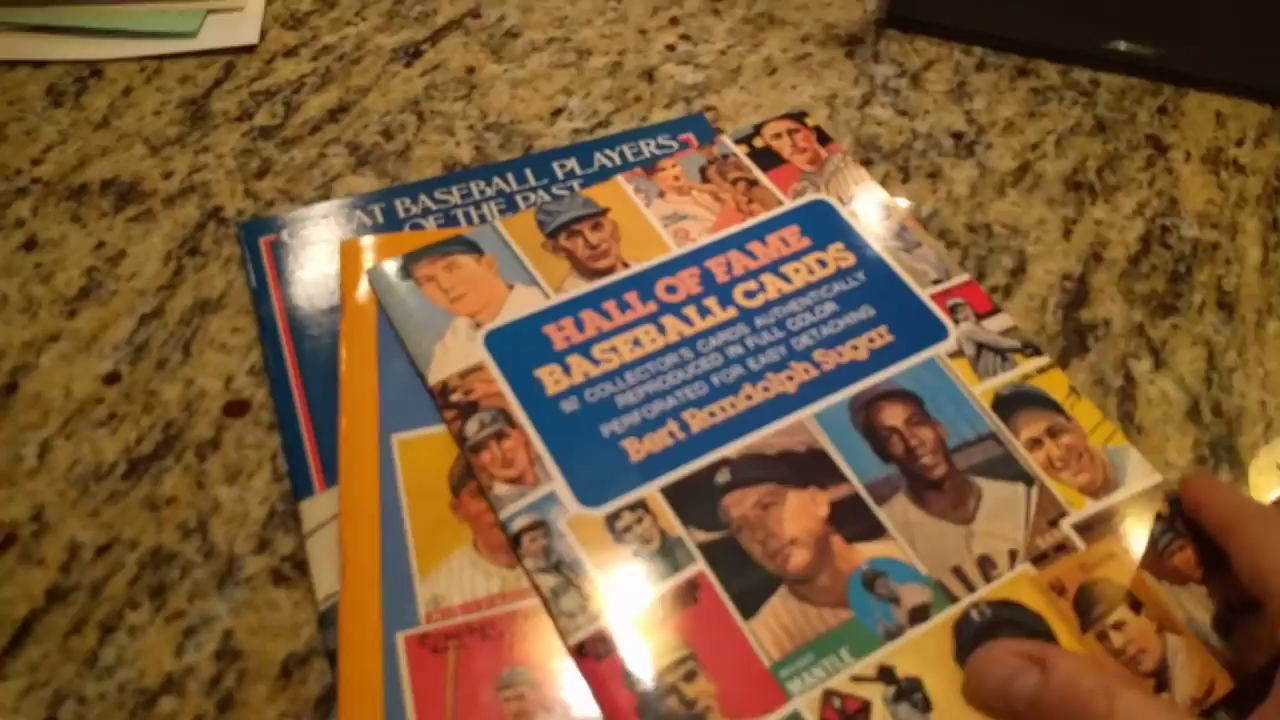 AT BASEBALL PLAYERS
OF THE PAST
HALL OF FAME
BASEBALL CARDS
92 COLLECTOR'S CARDS AUTHENTICALLY
REPRODUCED IN FULL COLOR
PERFORATED FOR EASY DETACHING
Bert Randolph Sugar
MANTLE